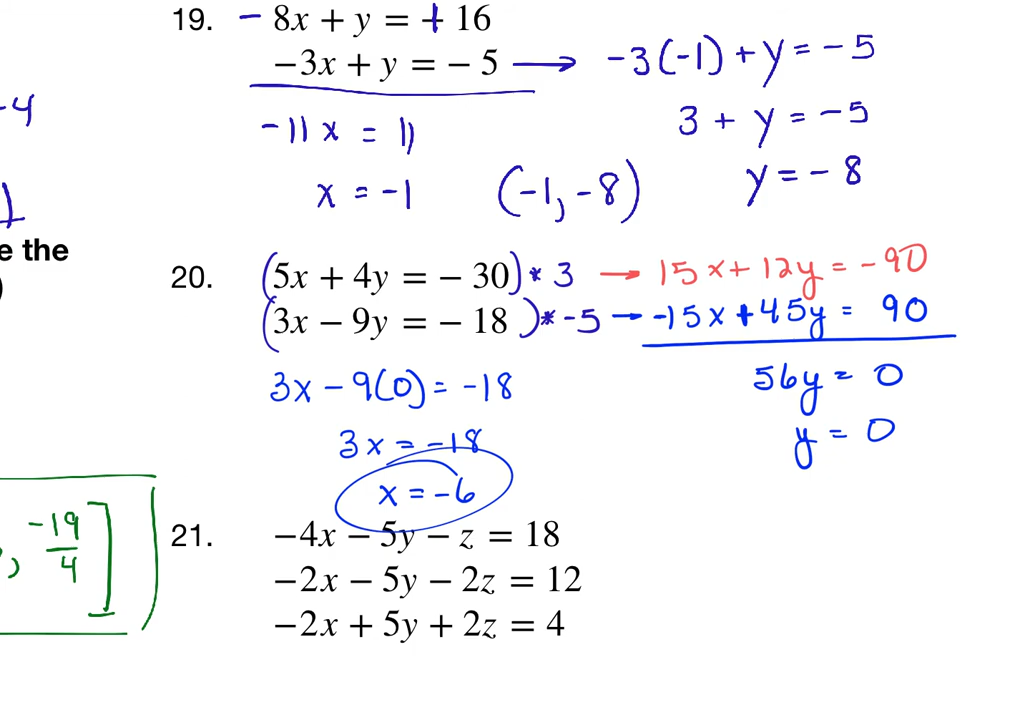 19. - 8x + y = + 16
-3x + y = - 5 → -3(-1) + y = -5
-4
-11x = 11
3 + y = -5
x = -1 (-1, -8) y = -8
1
e the
)
20. (5x + 4y = - 30) * 3 → 15x + 12y = -90
(3x - 9y = - 18) * -5 → -15x + 45y = 90
3x - 9(0) = -18
56y = 0
3x = -18
y = 0
x = -6
, -19/4 ]
21. -4x - 5y - z = 18
-2x - 5y - 2z = 12
-2x + 5y + 2z = 4